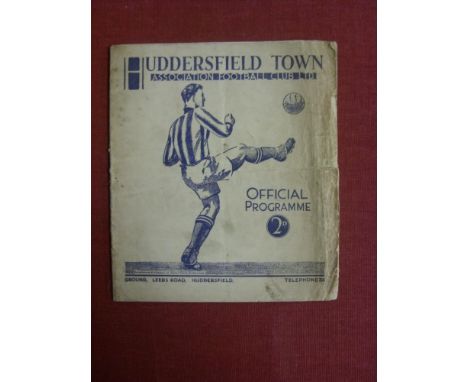 HUDDERSFIELD TOWN
ASSOCIATION FOOTBALL CLUB LTD
OFFICIAL
PROGRAMME
2D
GROUND, LEEDS ROAD, HUDDERSFIELD. TELEPHONE